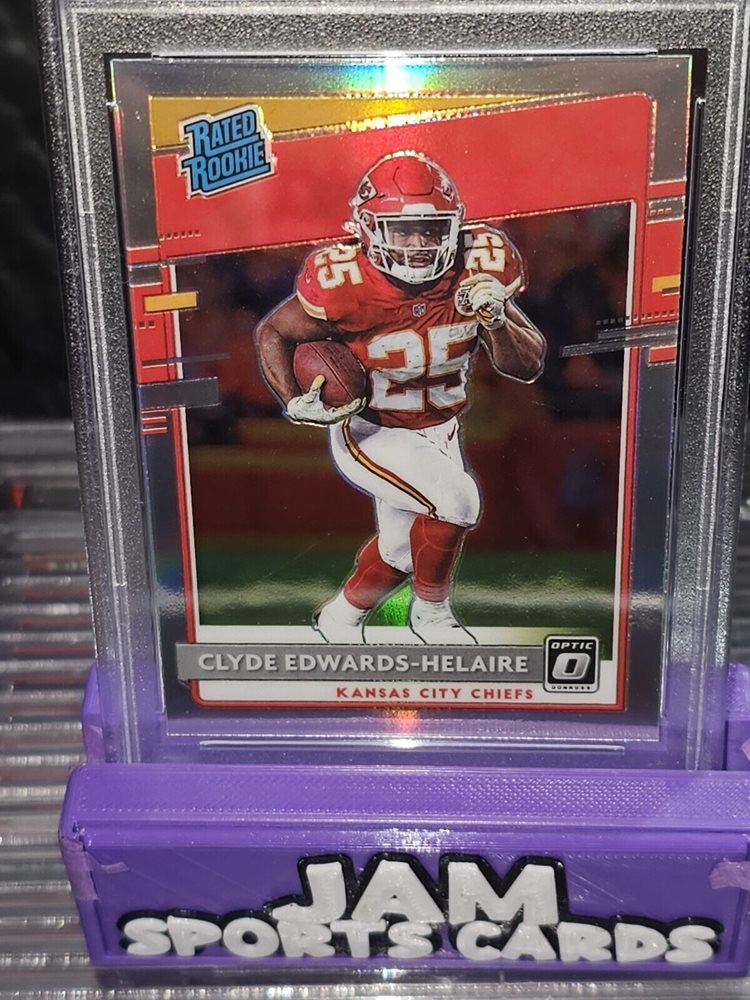 RATED
ROOKIE
25
25
25
CLYDE EDWARDS-HELAIRE
OPTIC
DONRUSS
KANSAS CITY CHIEFS
JAM
SPORTS CARDS